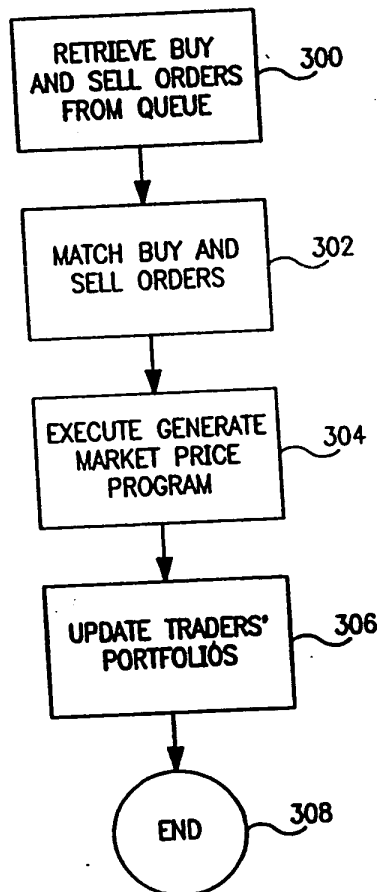 RETRIEVE BUY
AND SELL ORDERS
FROM QUEUE
300
MATCH BUY AND
SELL ORDERS
302
EXECUTE GENERATE
MARKET PRICE
PROGRAM
304
UPDATE TRADERS'
PORTFOLIOS
306
END
308